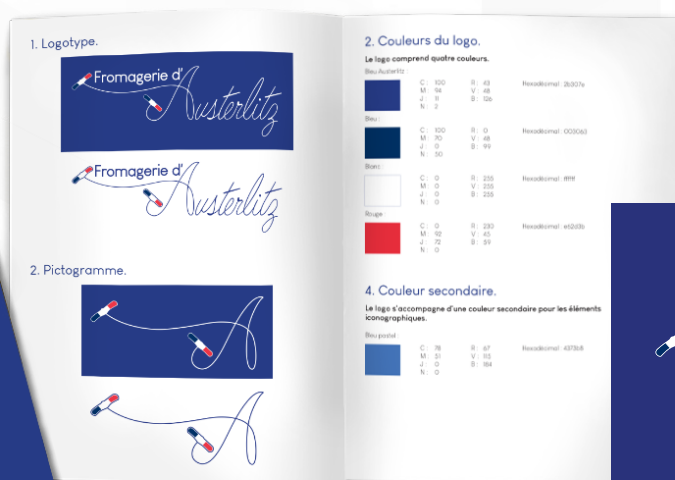 1. Logotype.
Fromagerie d'
Austerlitz
Fromagerie d'
Austerlitz
2. Pictogramme.
A
A
2. Couleurs du logo.
Le logo comprend quatre couleurs.
Bleu Austerlitz :
C : 100 R : 43 Hexadécimal : 2b307e
M : 94 V : 48
J : 11 B : 126
N : 2
Bleu :
C : 100 R : 0 Hexadécimal : 003063
M : 70 V : 48
J : 0 B : 99
N : 50
Blanc :
C : 0 R : 255 Hexadécimal : ffffff
M : 0 V : 255
J : 0 B : 255
N : 0
Rouge :
C : 0 R : 230 Hexadécimal : e62d3b
M : 92 V : 45
J : 72 B : 59
N : 0
4. Couleur secondaire.
Le logo s'accompagne d'une couleur secondaire pour les éléments
iconographiques.
Bleu pastel :
C : 78 R : 67 Hexadécimal : 4373b8
M : 51 V : 115
J : 0 B : 184
N : 0